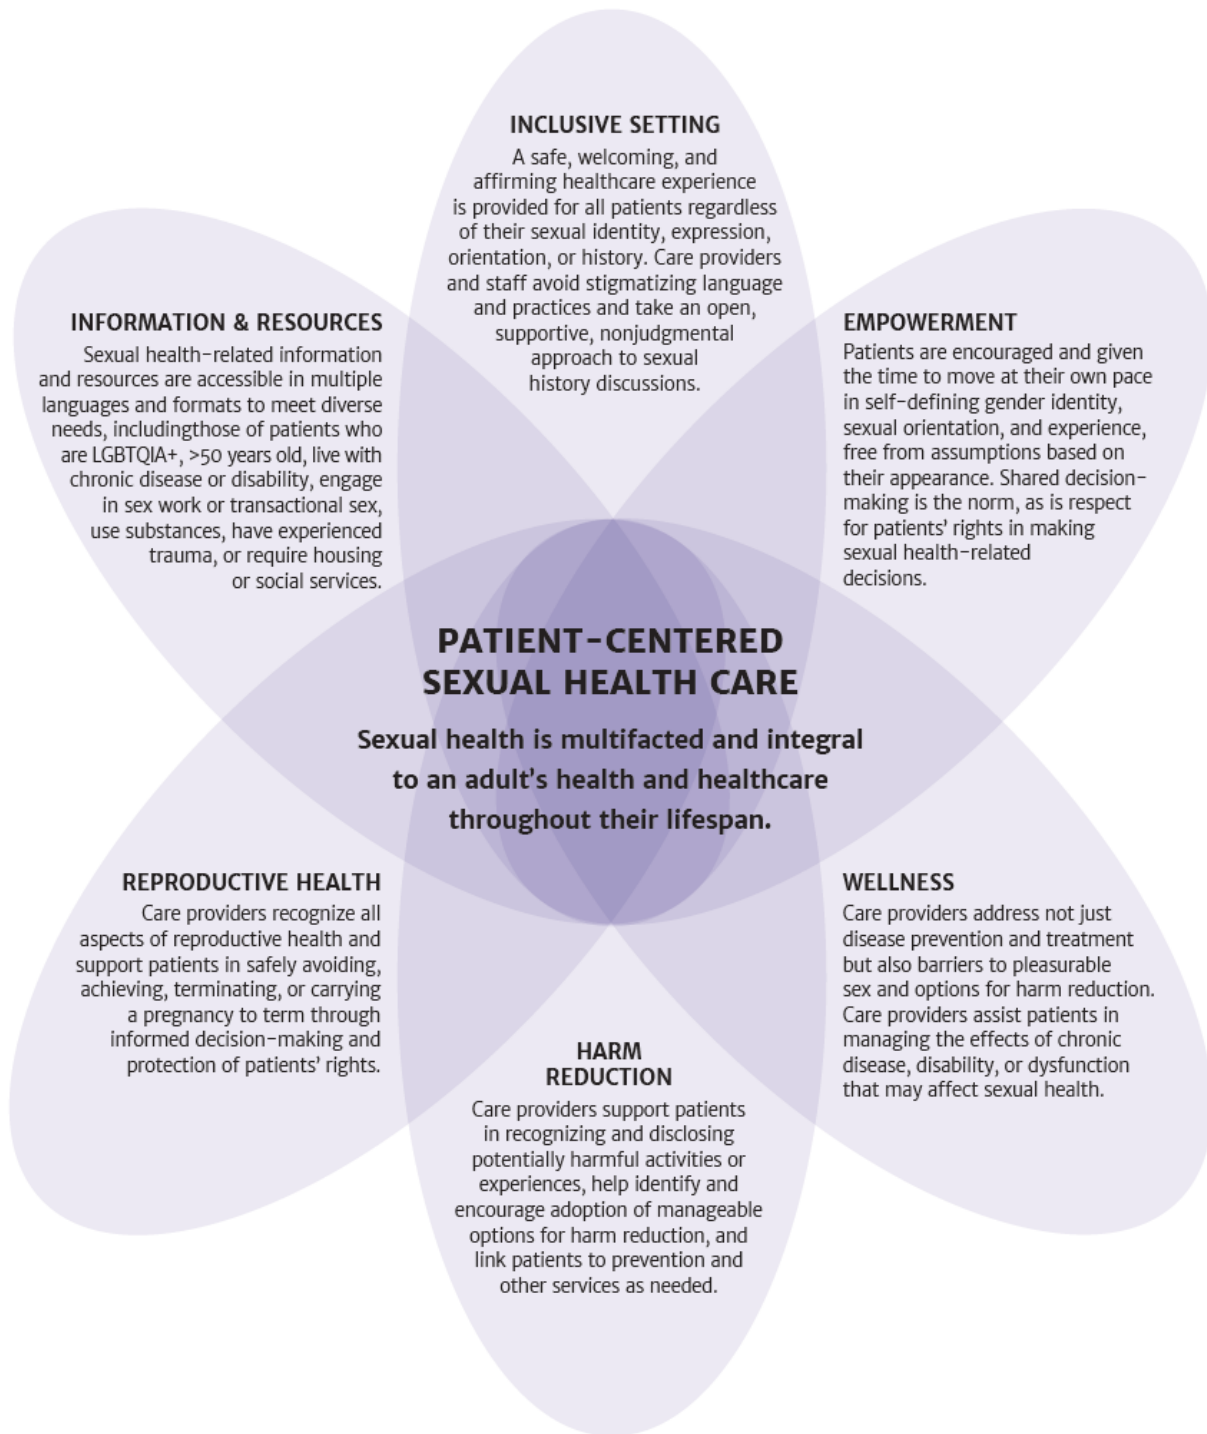 INCLUSIVE SETTING
A safe, welcoming, and
affirming healthcare experience
is provided for all patients regardless
of their sexual identity, expression,
orientation, or history. Care providers
and staff avoid stigmatizing language
and practices and take an open,
supportive, nonjudgmental
approach to sexual
history discussions.
INFORMATION & RESOURCES
Sexual health-related information
and resources are accessible in multiple
languages and formats to meet diverse
needs, includingthose of patients who
are LGBTQIA+, >50 years old, live with
chronic disease or disability, engage
in sex work or transactional sex,
use substances, have experienced
trauma, or require housing
or social services.
EMPOWERMENT
Patients are encouraged and given
the time to move at their own pace
in self-defining gender identity,
sexual orientation, and experience,
free from assumptions based on
their appearance. Shared decision-
making is the norm, as is respect
for patients' rights in making
sexual health-related
decisions.
PATIENT-CENTERED
SEXUAL HEALTH CARE
Sexual health is multifacted and integral
to an adult's health and healthcare
throughout their lifespan.
REPRODUCTIVE HEALTH
Care providers recognize all
aspects of reproductive health and
support patients in safely avoiding,
achieving, terminating, or carrying
a pregnancy to term through
informed decision-making and
protection of patients' rights.
WELLNESS
Care providers address not just
disease prevention and treatment
but also barriers to pleasurable
sex and options for harm reduction.
Care providers assist patients in
managing the effects of chronic
disease, disability, or dysfunction
that may affect sexual health.
HARM
REDUCTION
Care providers support patients
in recognizing and disclosing
potentially harmful activities or
experiences, help identify and
encourage adoption of manageable
options for harm reduction, and
link patients to prevention and
other services as needed.